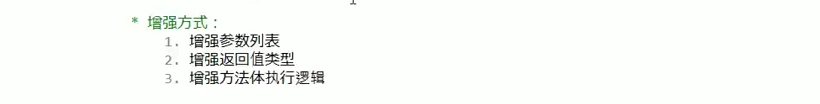 * 增强方式：
1. 增强参数列表
2. 增强返回值类型
3. 增强方法体执行逻辑